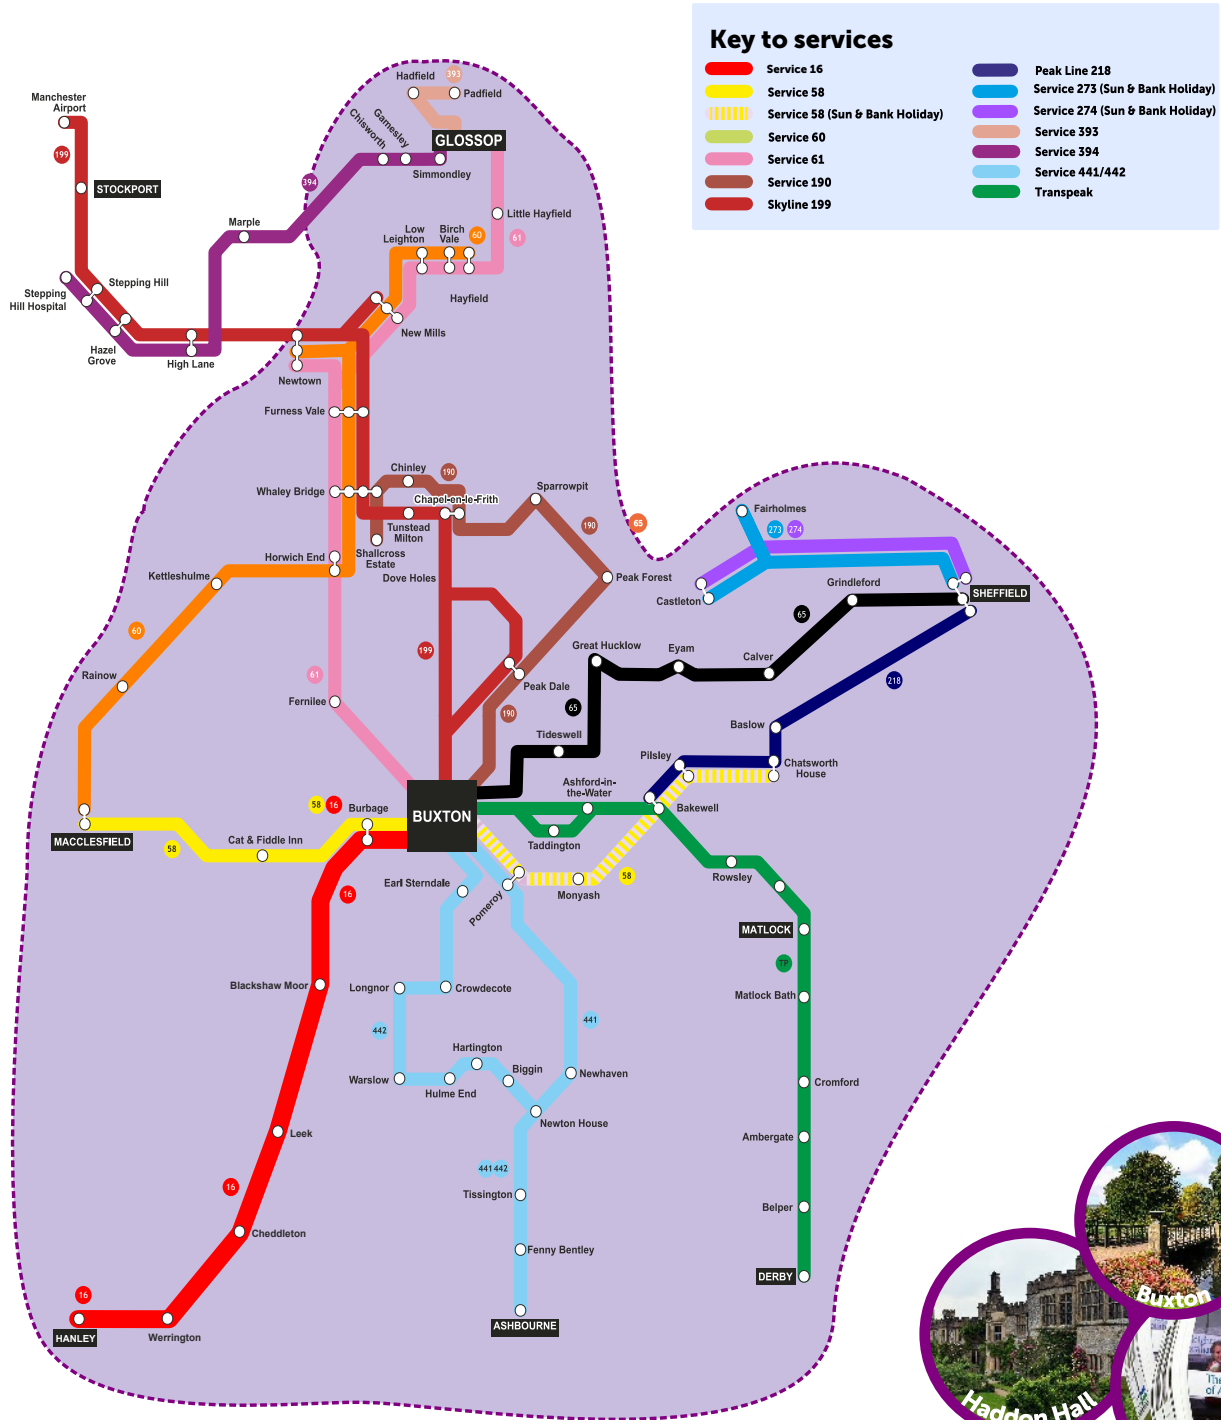 Key to services
Service 16
Service 58
Service 58 (Sun & Bank Holiday)
Service 60
Service 61
Service 190
Skyline 199
Peak Line 218
Service 273 (Sun & Bank Holiday)
Service 274 (Sun & Bank Holiday)
Service 393
Service 394
Service 441/442
Transpeak
Hadfield
393
Padfield
Manchester
Airport
199
STOCKPORT
Gamesley
Chisworth
GLOSSOP
Simmondley
394
Marple
Little Hayfield
Low
Leighton
Birch
Vale
60
61
Hayfield
Stepping Hill
Stepping
Hill Hospital
Hazel
Grove
High Lane
New Mills
Newtown
Furness Vale
Chinley
190
Whaley Bridge
Chapel-en-le-Frith
Sparrowpit
Tunstead
Milton
190
65
Fairholmes
273
274
Horwich End
Shallcross
Estate
Kettleshulme
Dove Holes
Peak Forest
Castleton
Grindleford
SHEFFIELD
65
60
199
Great Hucklow
Eyam
Calver
Rainow
61
Peak Dale
218
Fernilee
190
65
Tideswell
Baslow
Pilsley
Chatsworth
House
Ashford-in-
the-Water
58
16
Burbage
BUXTON
Bakewell
MACCLESFIELD
58
Cat & Fiddle Inn
Taddington
Rowsley
Earl Sterndale
Pomeroy
58
Monyash
16
MATLOCK
TP
Blackshaw Moor
Longnor
Crowdecote
Matlock Bath
442
441
Hartington
Biggin
Newhaven
Warslow
Hulme End
Cromford
Newton House
Leek
Ambergate
441 442
16
Tissington
Belper
Cheddleton
Fenny Bentley
DERBY
16
HANLEY
Werrington
ASHBOURNE
Buxton
Haddon Hall
The
of A